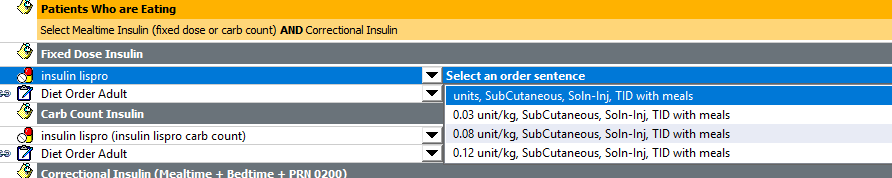 Patients Who are Eating
Select Mealtime Insulin (fixed dose or carb count) AND Correctional Insulin
Fixed Dose Insulin
insulin lispro
Select an order sentence
Diet Order Adult
units, SubCutaneous, Soln-Inj, TID with meals
Carb Count Insulin
0.03 unit/kg, SubCutaneous, Soln-Inj, TID with meals
insulin lispro (insulin lispro carb count)
0.08 unit/kg, SubCutaneous, Soln-Inj, TID with meals
Diet Order Adult
0.12 unit/kg, SubCutaneous, Soln-Inj, TID with meals
Correctional Insulin (Mealtime + Bedtime + PRN 0200)